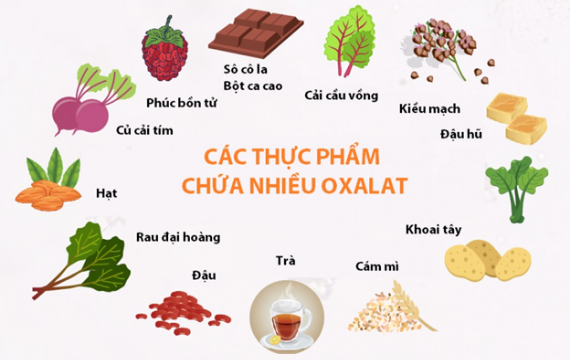 Sô cô la
Bột ca cao
Phúc bồn tử
Cải cầu vồng
Kiều mạch
Củ cải tím
Đậu hũ
CÁC THỰC PHẨM
CHỨA NHIỀU OXALAT
Hạt
Rau đại hoàng
Khoai tây
Đậu
Trà
Cám mì